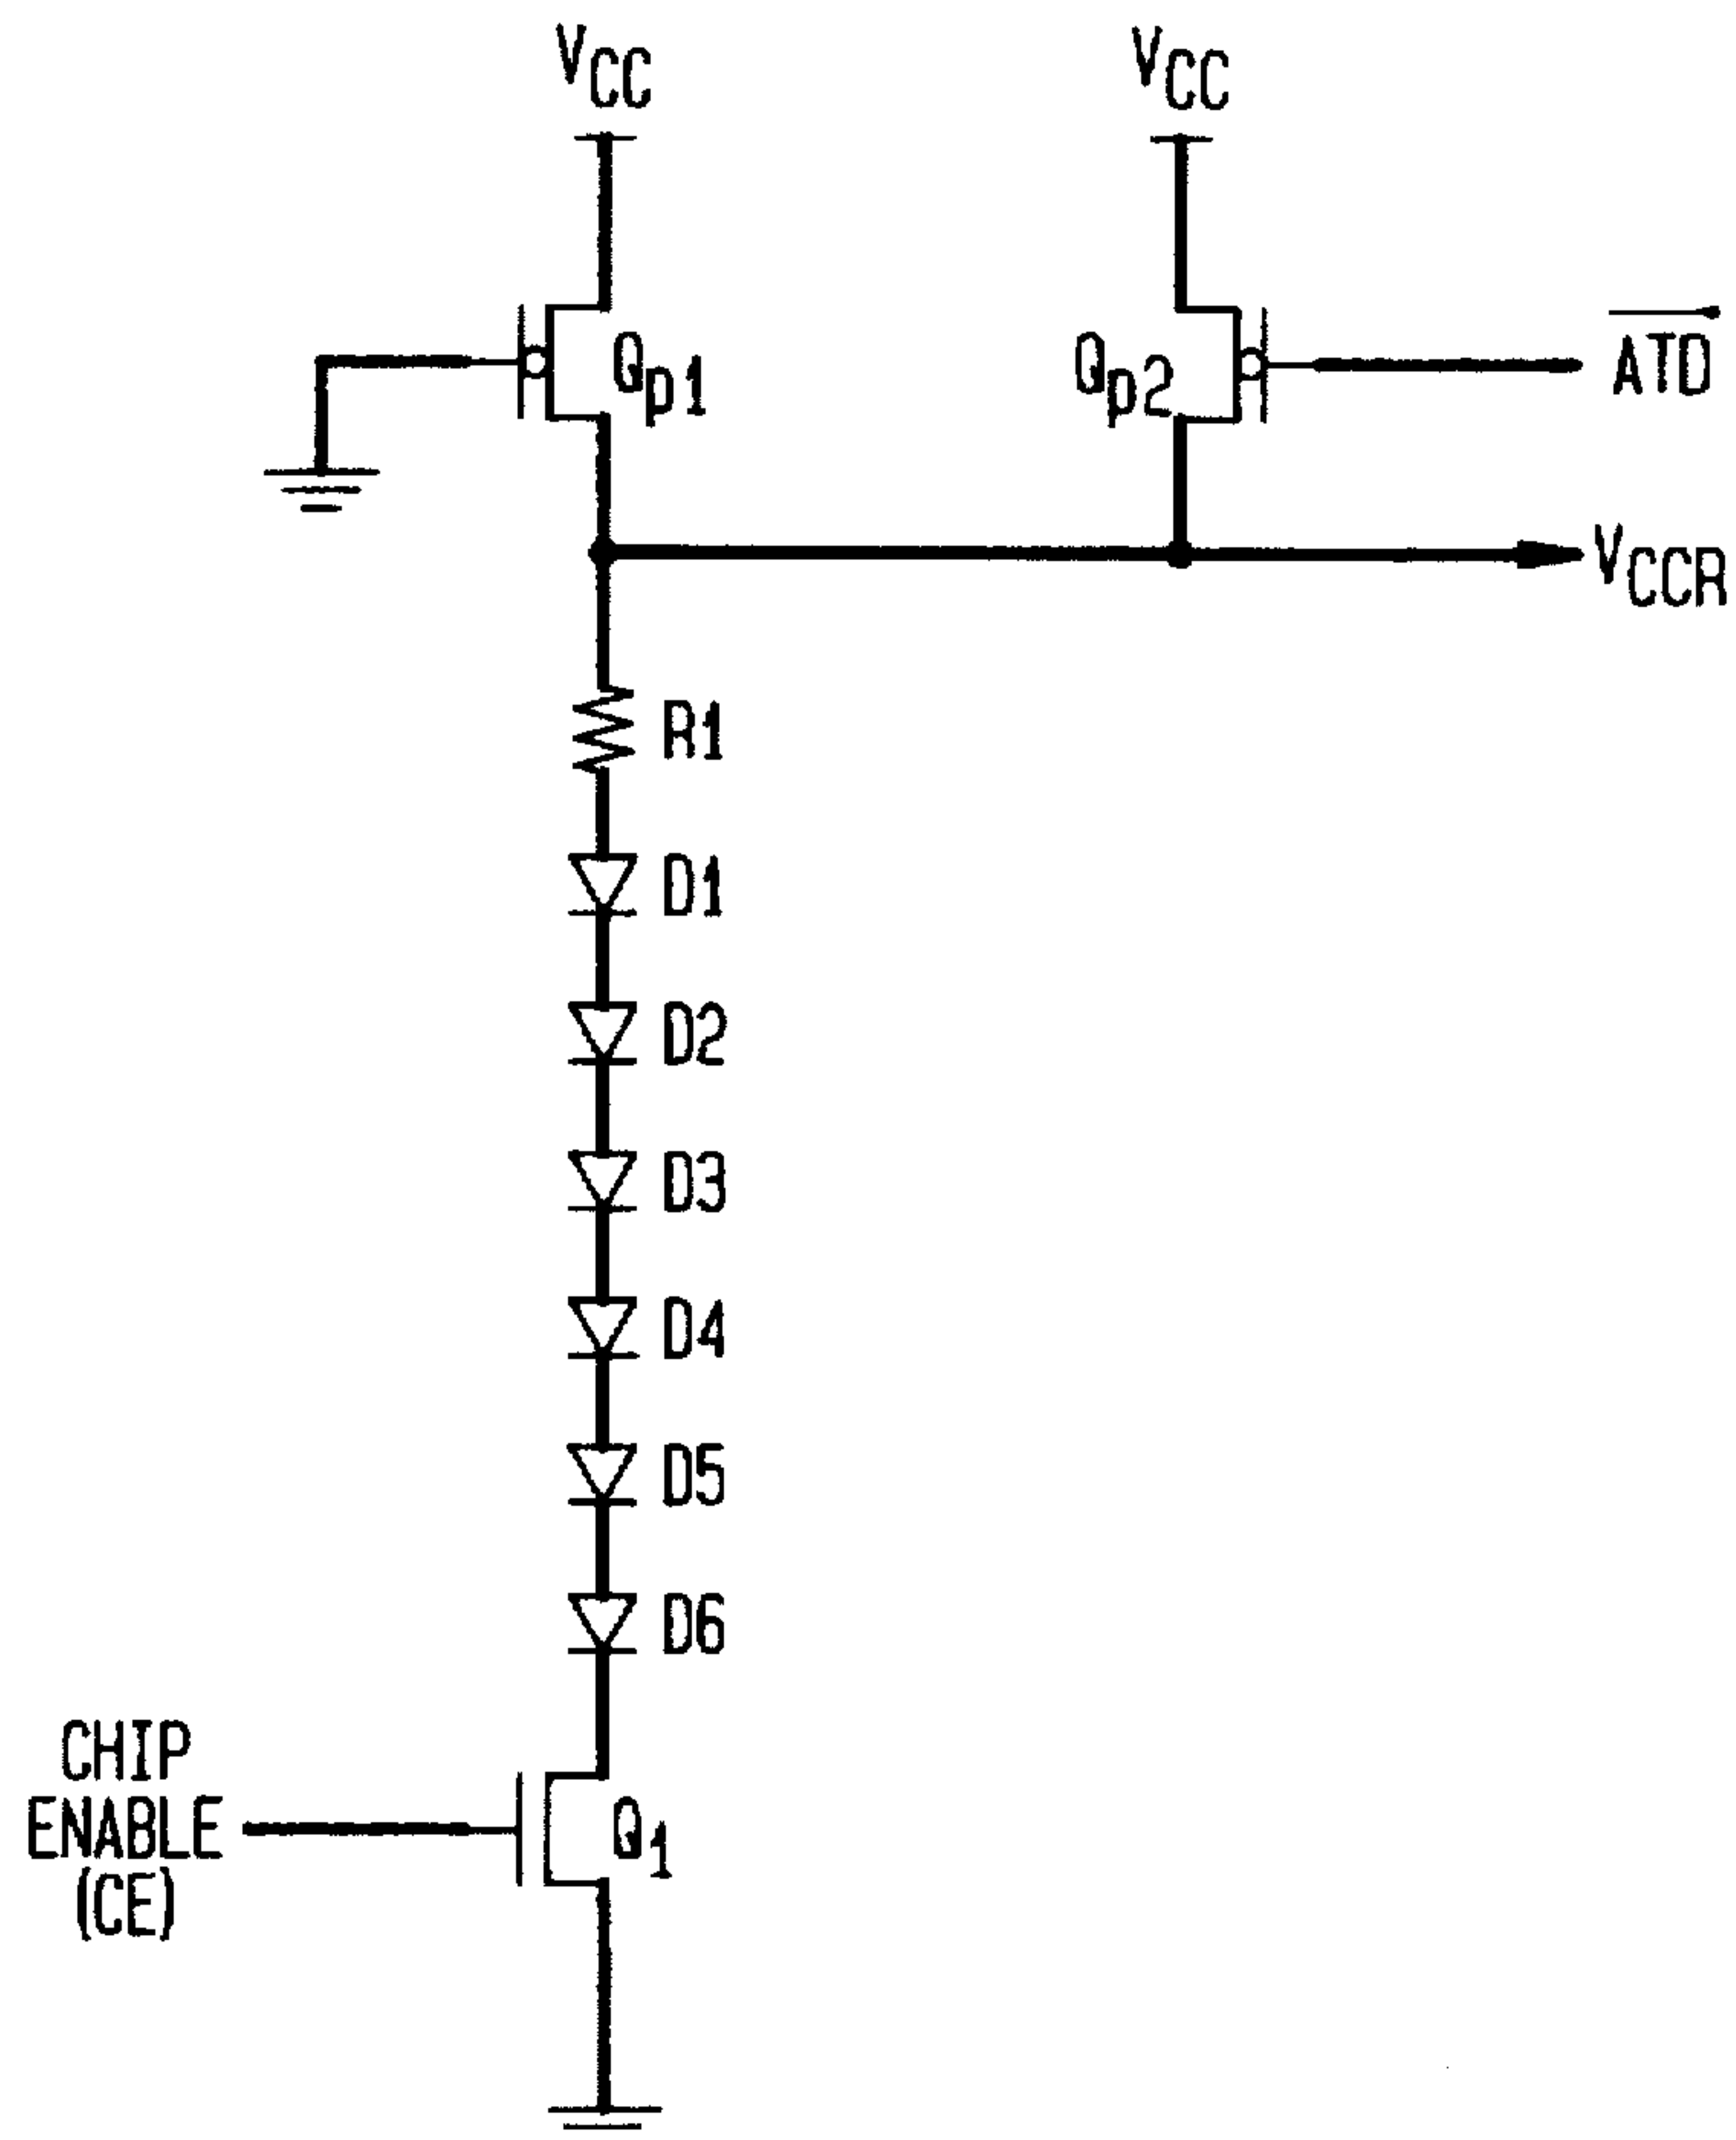 VCC
VCC
Qp1
Qp2
ATD
VCCR
R1
D1
D2
D3
D4
D5
D6
CHIP
ENABLE
(CE)
Q1